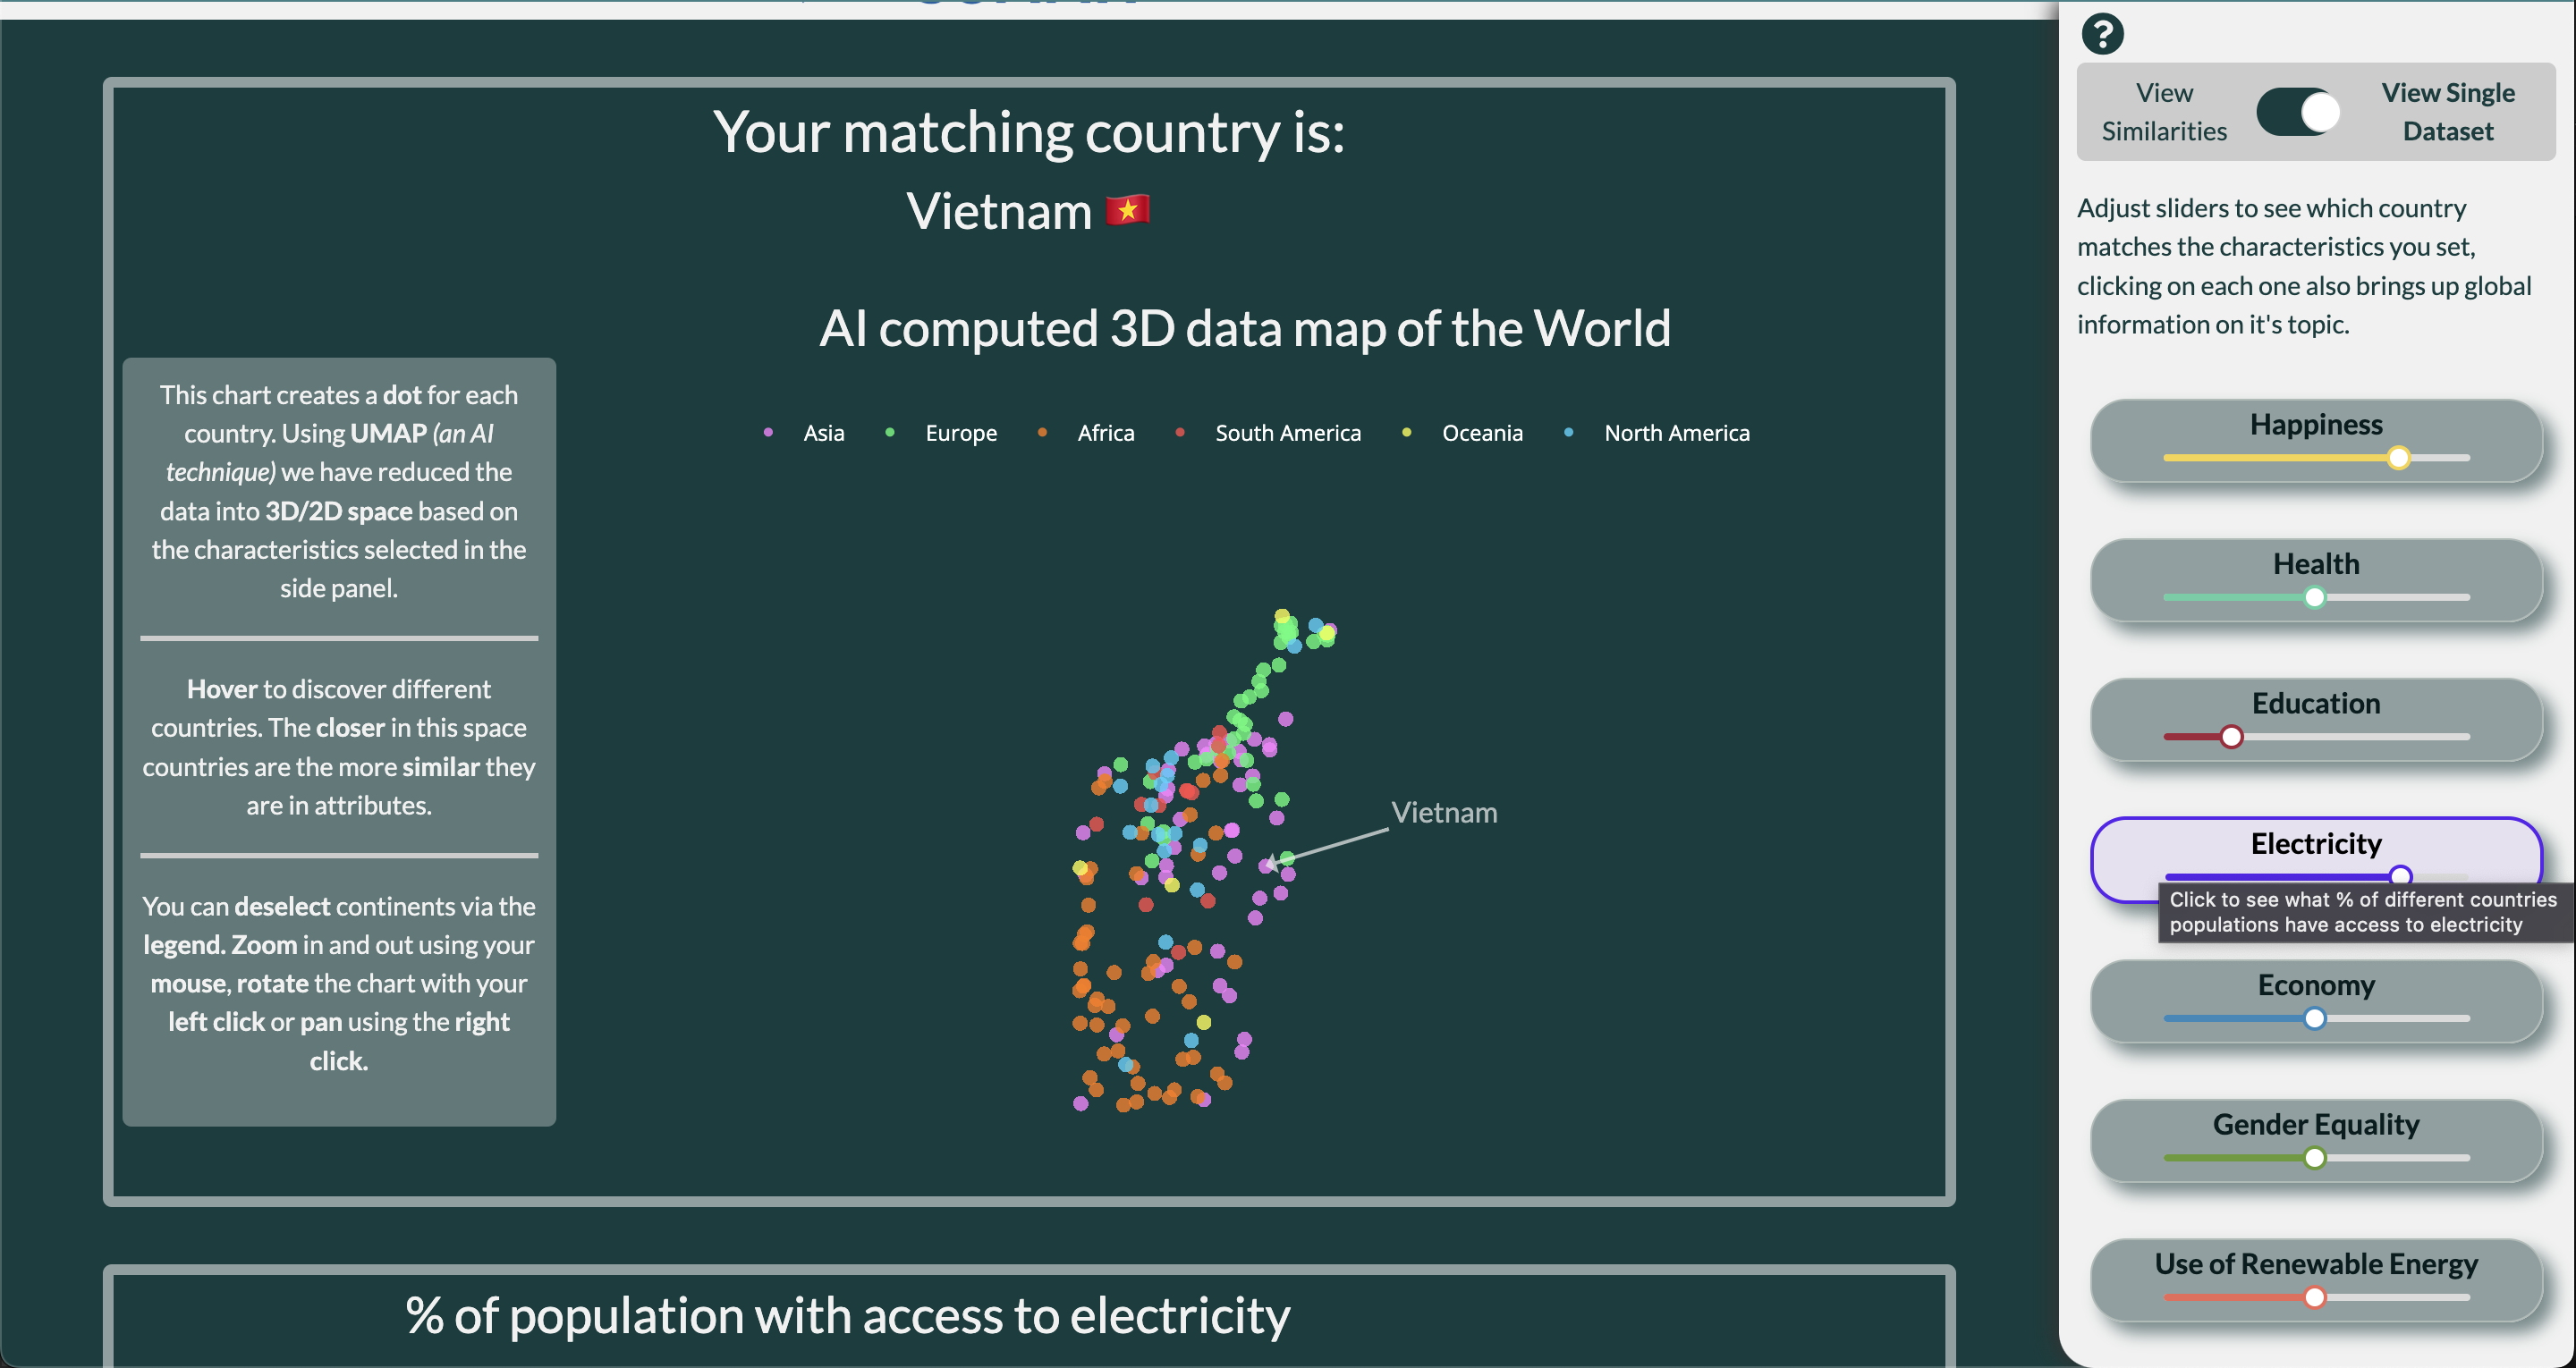 Your matching country is:
Vietnam
AI computed 3D data map of the World
This chart creates a dot for each
country. Using UMAP (an AI
technique) we have reduced the
data into 3D/2D space based on
the characteristics selected in the
side panel.
Hover to discover different
countries. The closer in this space
countries are the more similar they
are in attributes.
You can deselect continents via the
legend. Zoom in and out using your
mouse, rotate the chart with your
left click or pan using the right
click.
Asia Europe Africa South America Oceania North America
Vietnam
% of population with access to electricity
?
View
Similarities
View Single
Dataset
Adjust sliders to see which country
matches the characteristics you set,
clicking on each one also brings up global
information on it's topic.
Happiness
Health
Education
Electricity
Click to see what % of different countries
populations have access to electricity
Economy
Gender Equality
Use of Renewable Energy